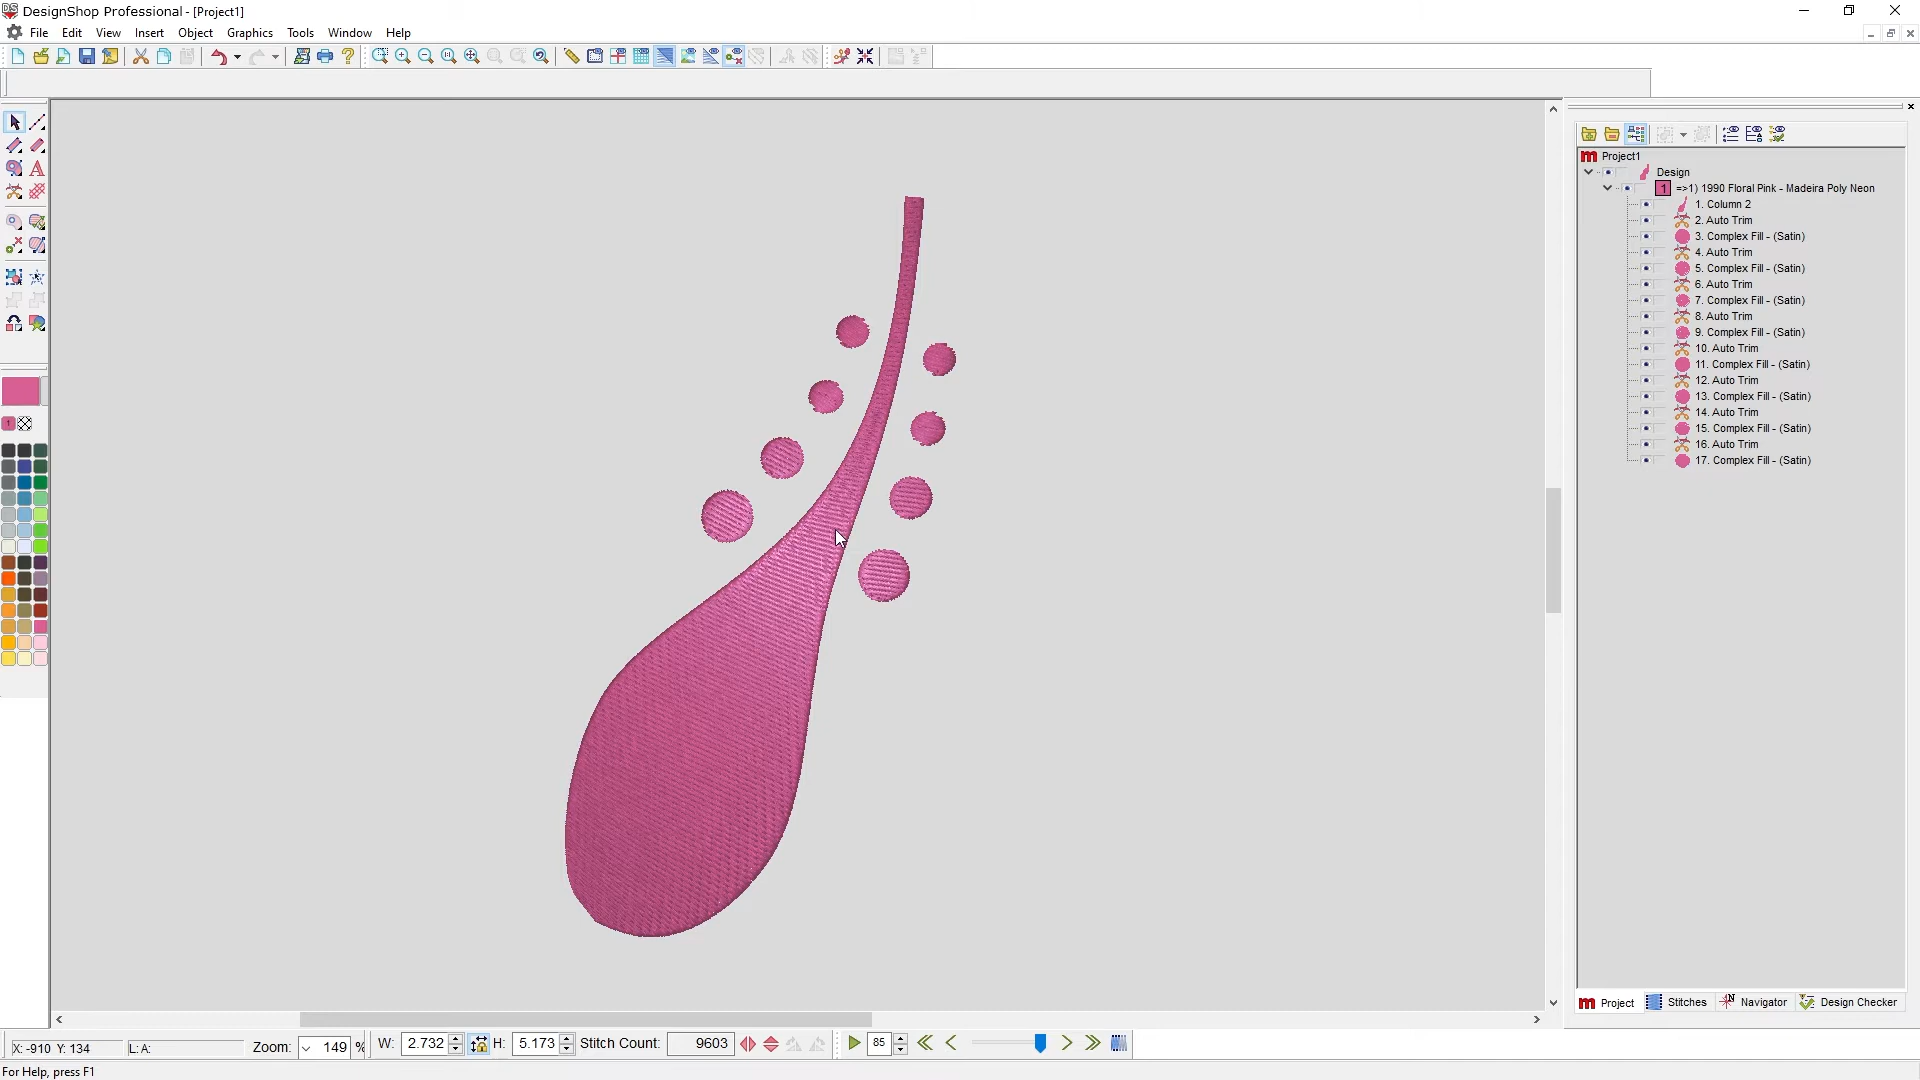 DesignShop Professional - [Project1]
File Edit View Insert Object Graphics Tools Window Help
Project1
Design
1 =>1) 1990 Floral Pink - Madeira Poly Neon
1. Column 2
2. Auto Trim
3. Complex Fill - (Satin)
4. Auto Trim
5. Complex Fill - (Satin)
6. Auto Trim
7. Complex Fill - (Satin)
8. Auto Trim
9. Complex Fill - (Satin)
10. Auto Trim
11. Complex Fill - (Satin)
12. Auto Trim
13. Complex Fill - (Satin)
14. Auto Trim
15. Complex Fill - (Satin)
16. Auto Trim
17. Complex Fill - (Satin)
1
Project Stitches Navigator Design Checker
X: -910 Y: 134 L: A: Zoom: 149 % W: 2.732 H: 5.173 Stitch Count: 9603 85
For Help, press F1